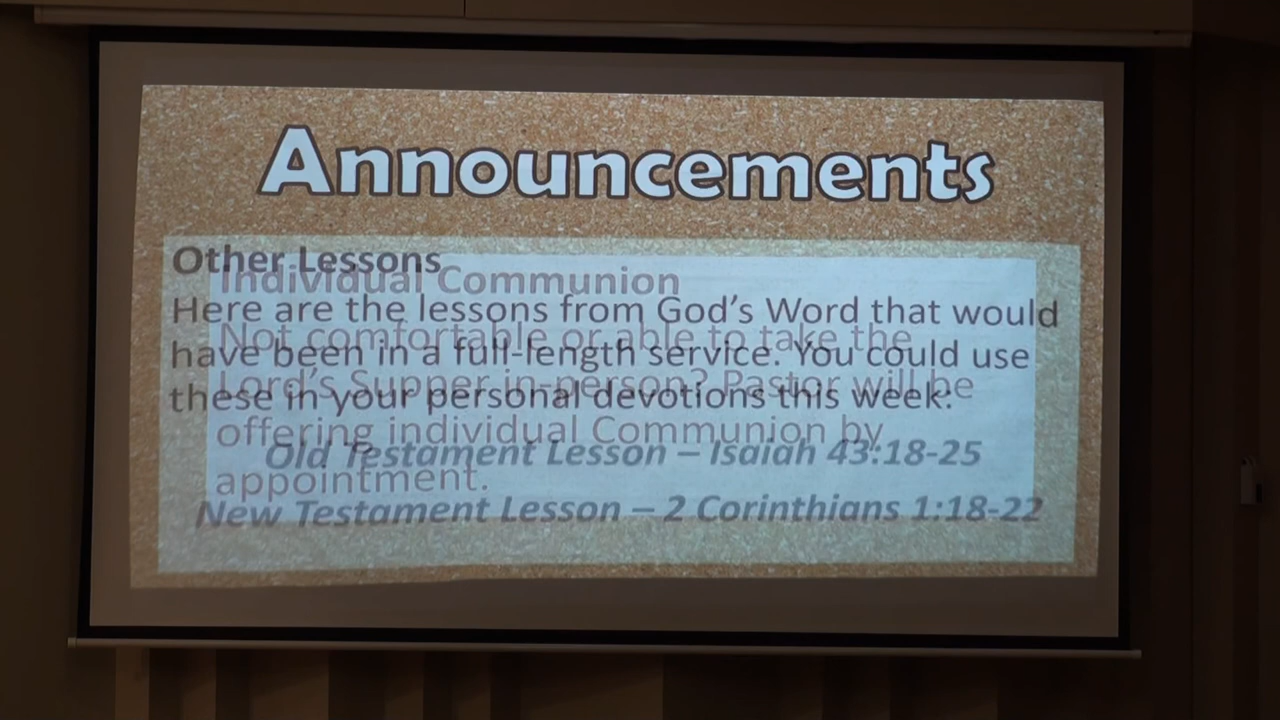 Announcements
Other Lessons
Here are the lessons from God's Word that would
have been in a full-length service. You could use
these in your personal devotions this week:
Old Testament Lesson – Isaiah 43:18-25
New Testament Lesson – 2 Corinthians 1:18-22
Individual Communion
Not comfortable or able to take the
Lord's Supper in-person? Pastor will be
offering individual Communion by
appointment.